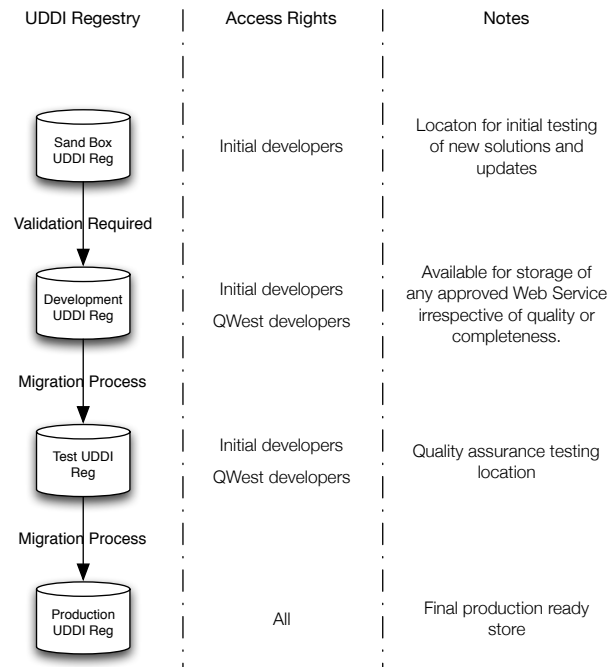 UDDI Regestry
Access Rights
Notes
Sand Box
UDDI Reg
Initial developers
Locaton for initial testing
of new solutions and
updates
Validation Required
Development
UDDI Reg
Initial developers
QWest developers
Available for storage of
any approved Web Service
irrespective of quality or
completeness.
Migration Process
Test UDDI
Reg
Initial developers
QWest developers
Quality assurance testing
location
Migration Process
Production
UDDI Reg
All
Final production ready
store